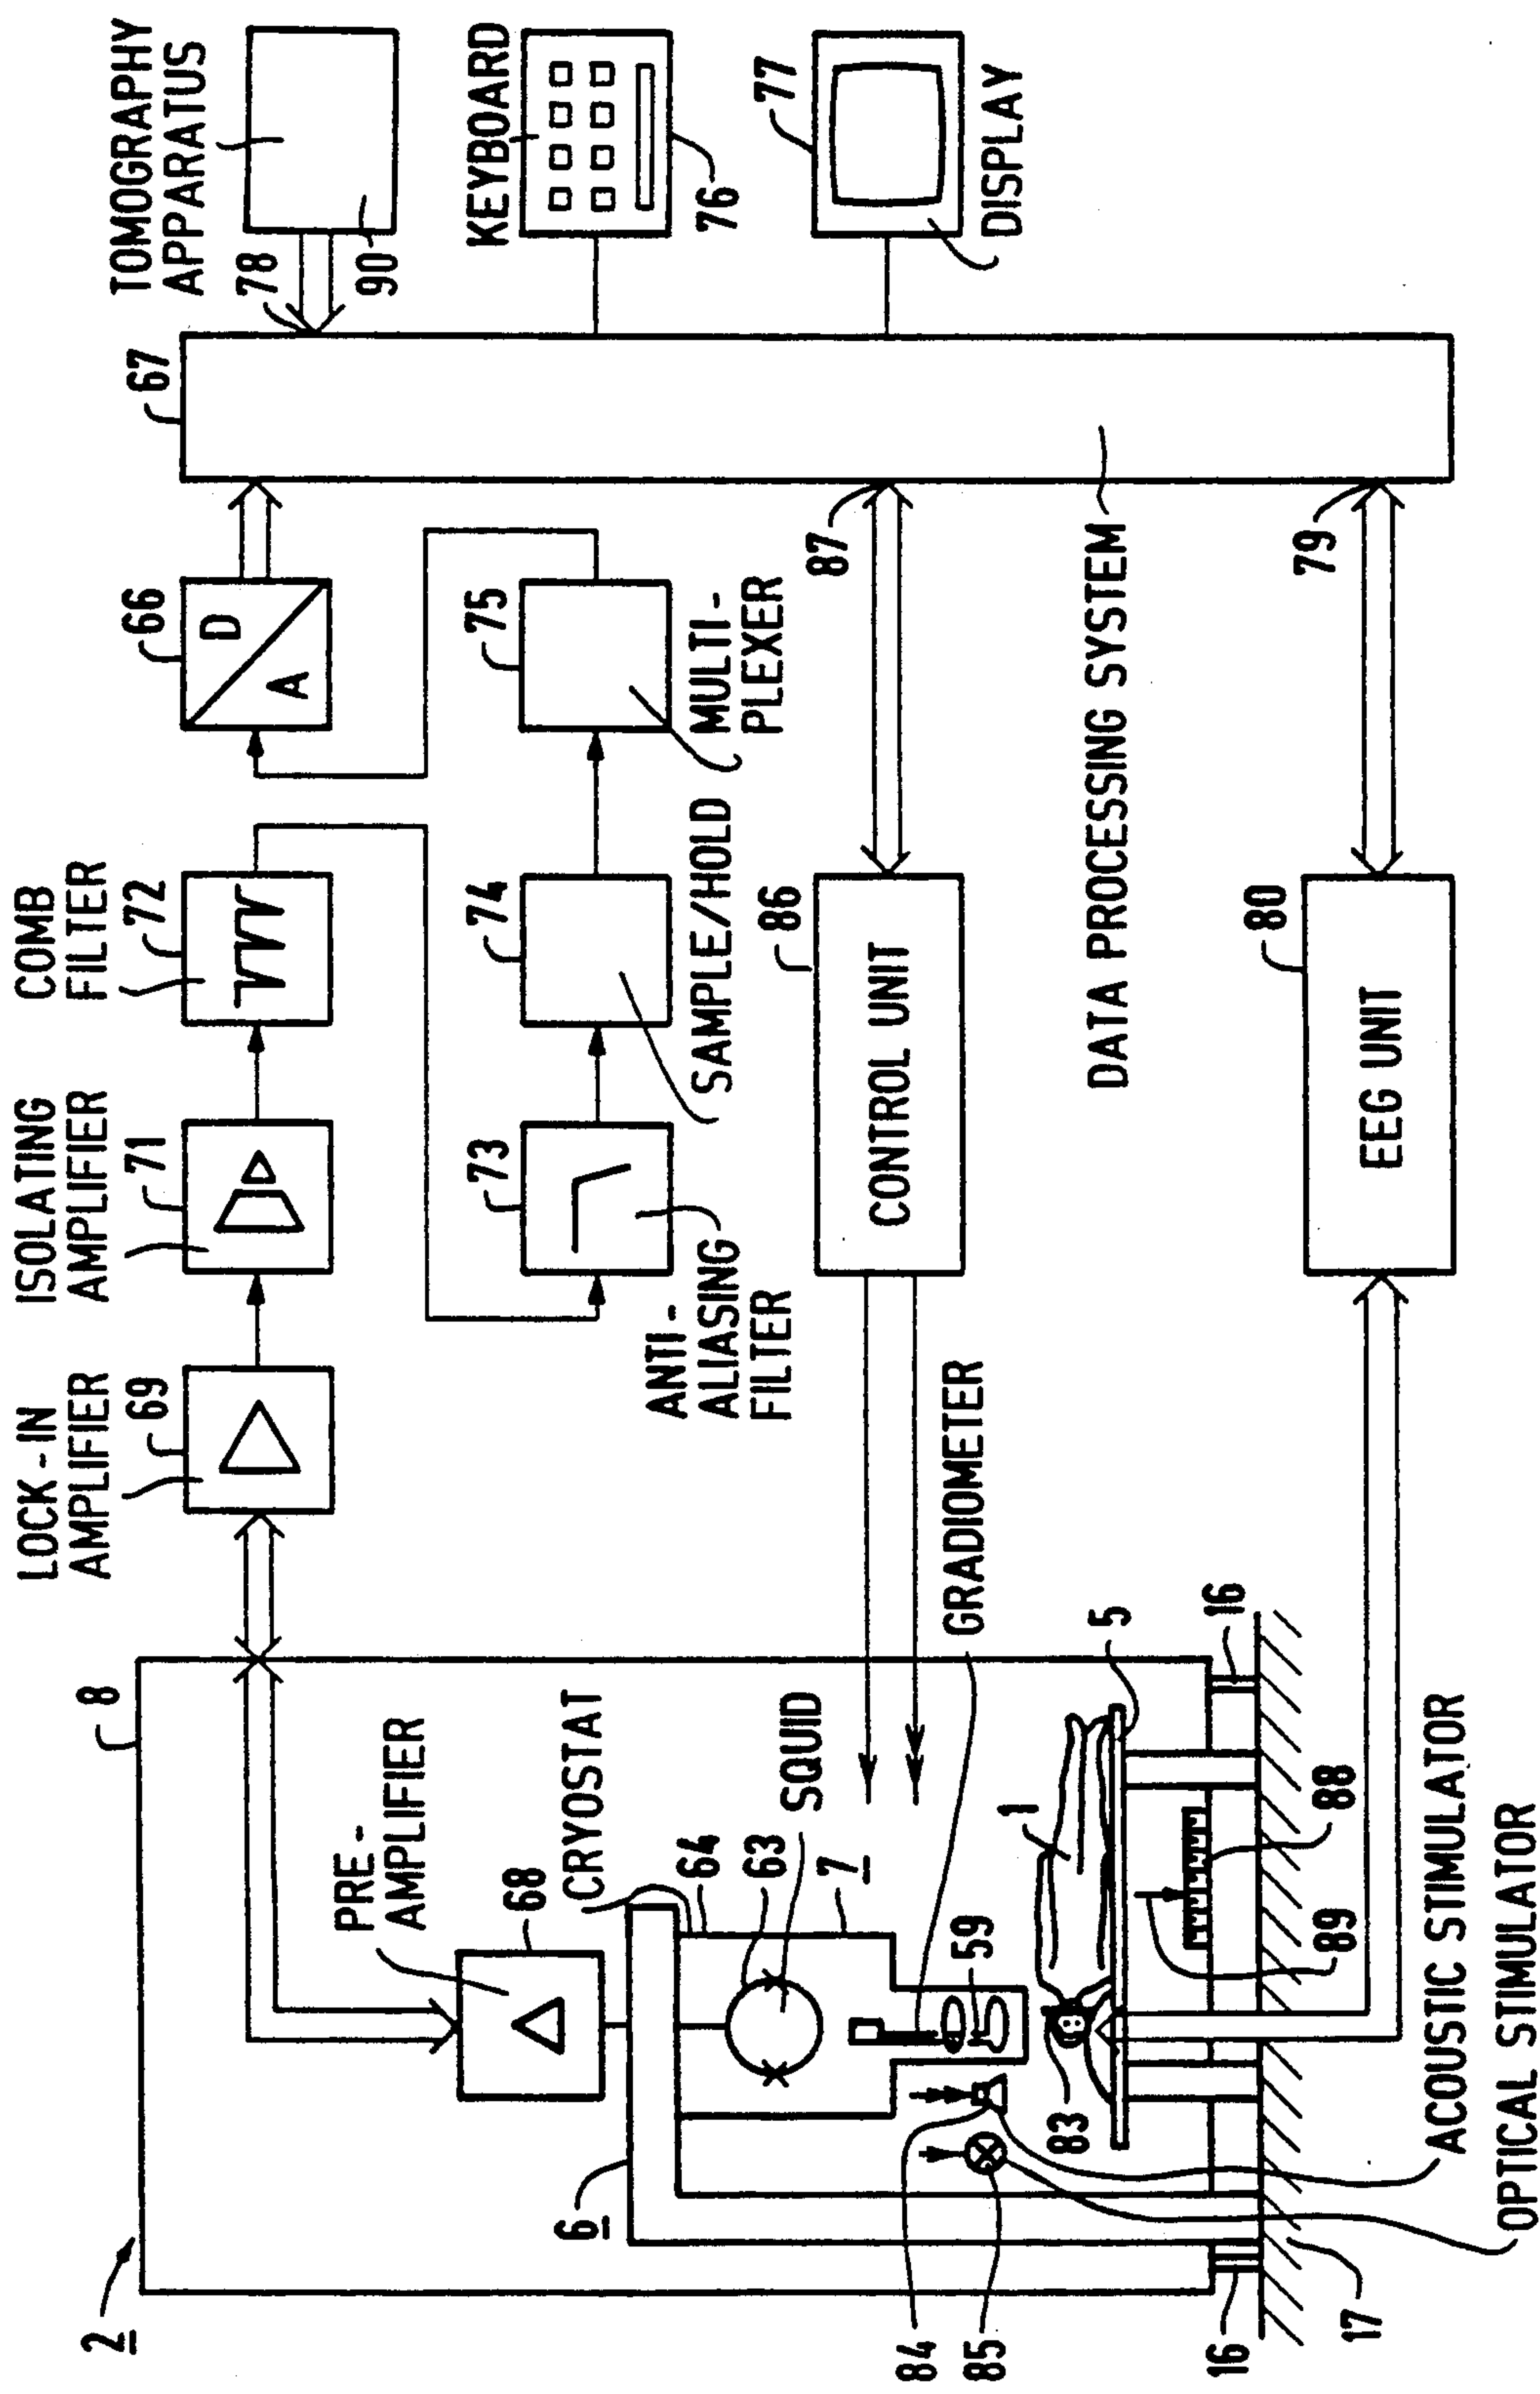 LOCK-IN
AMPLIFIER
69
ISOLATING
AMPLIFIER
71
COMB
FILTER
72
66
D
A
67
TOMOGRAPHY
APPARATUS
78
90
KEYBOARD
76
77
DISPLAY
73
ANTI-
ALIASING
FILTER
74
SAMPLE/HOLD
75
MULTI-
PLEXER
86
CONTROL UNIT
87
DATA PROCESSING SYSTEM
80
EEG UNIT
79
2
8
PRE-
AMPLIFIER
68
CRYOSTAT
64
63
SQUID
7
6
GRADIOMETER
59
1
5
83
84
85
16
16
17
88
89
ACOUSTIC STIMULATOR
OPTICAL STIMULATOR